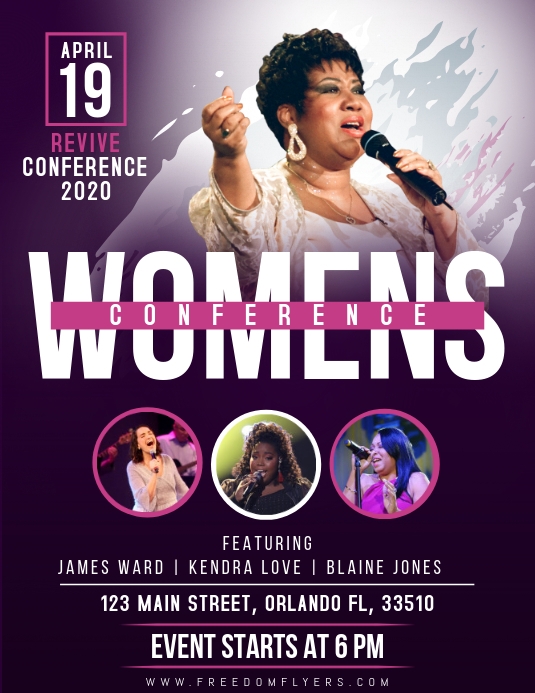 APRIL
19
REVIVE
CONFERENCE
2020
WOMENS
CONFERENCE
FEATURING
JAMES WARD | KENDRA LOVE | BLAINE JONES
123 MAIN STREET, ORLANDO FL, 33510
EVENT STARTS AT 6 PM
WWW.FREEDOMFLYERS.COM